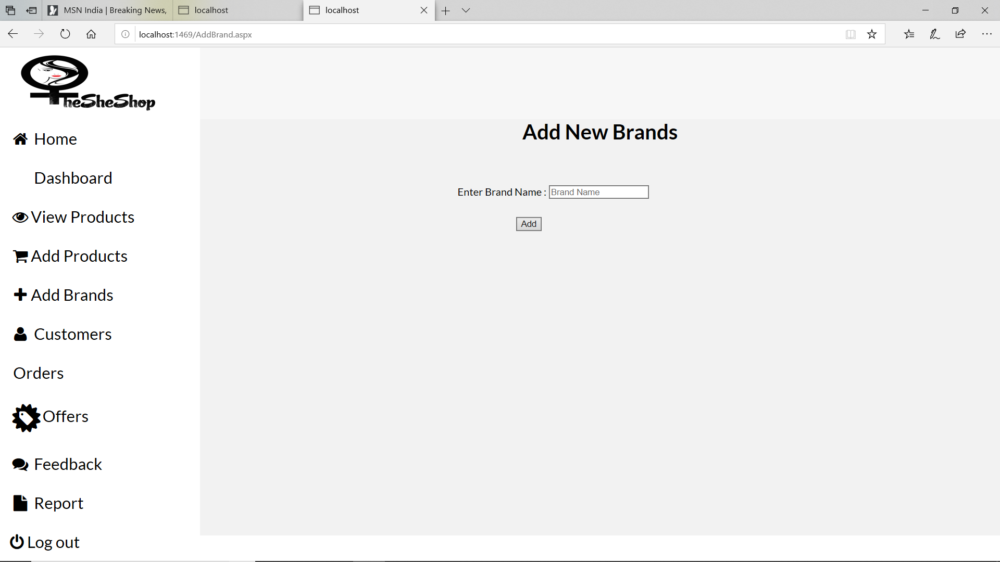 MSN India | Breaking News,
localhost
localhost
localhost:1469/AddBrand.aspx
heSheShop
Home
Add New Brands
Dashboard
Enter Brand Name : Brand Name
View Products
Add
Add Products
Add Brands
Customers
Orders
Offers
Feedback
Report
Log out